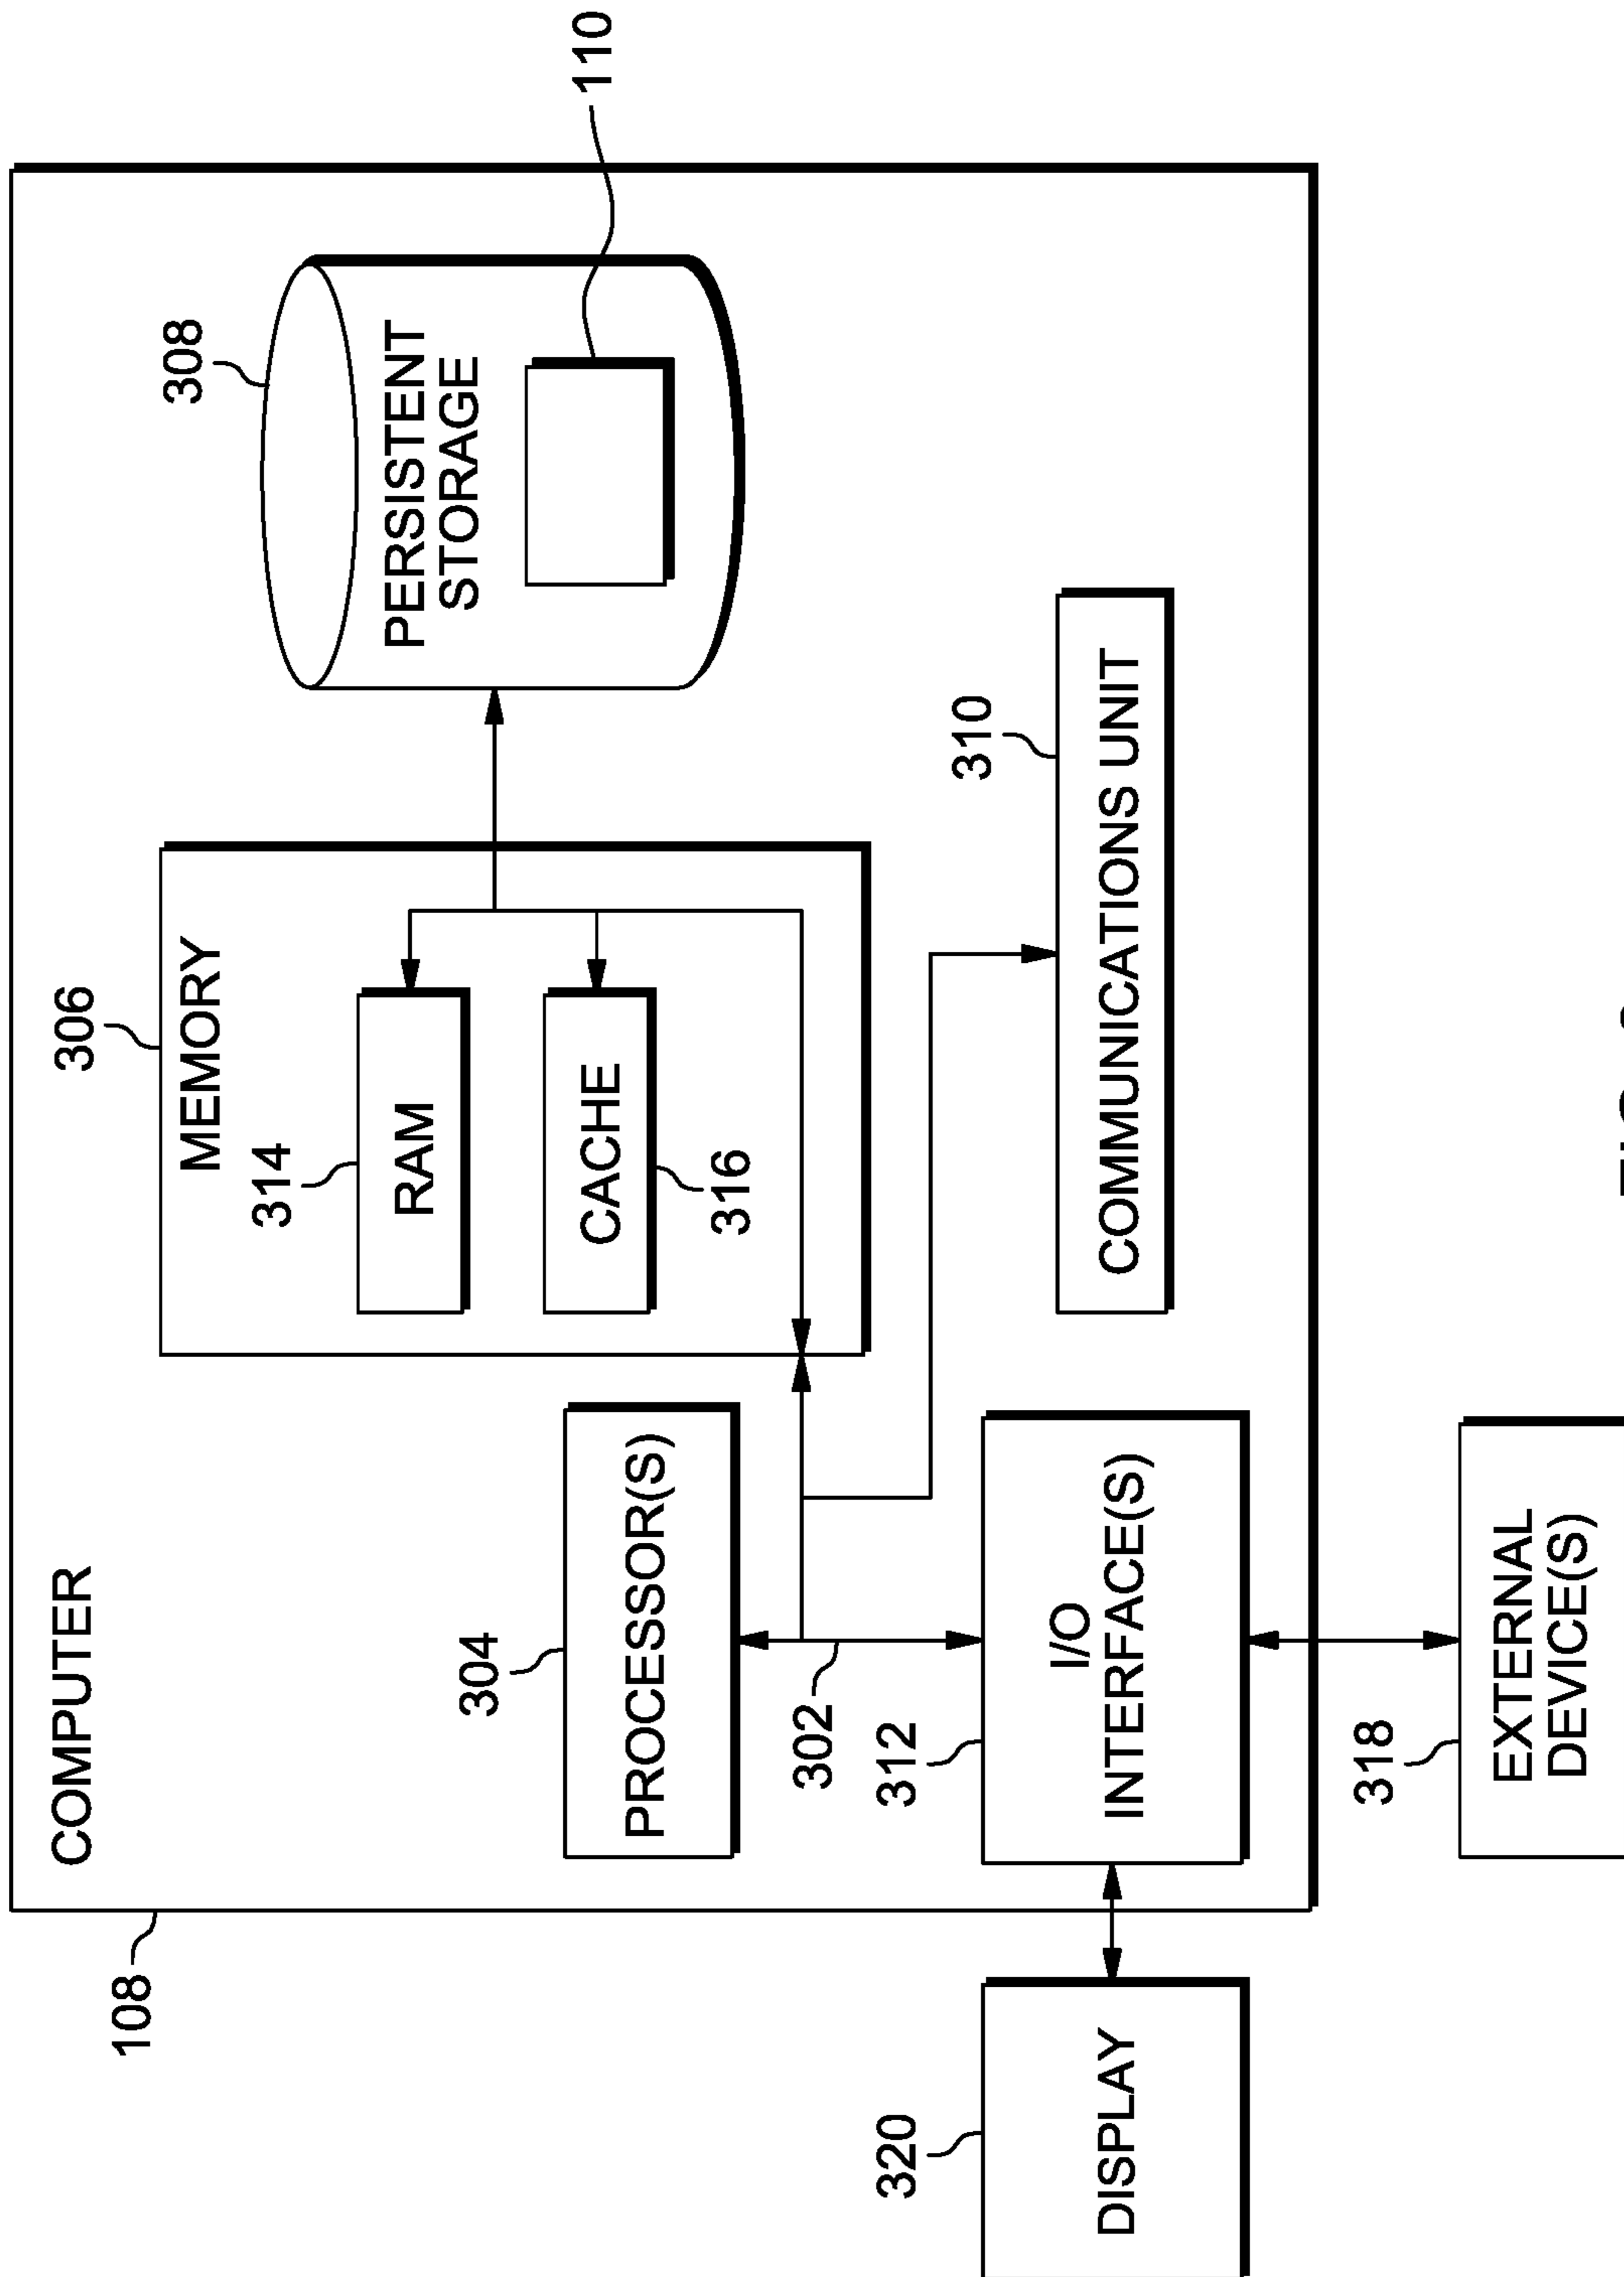 108
COMPUTER
306
MEMORY
308
314
RAM
PERSISTENT
STORAGE
304
PROCESSOR(S)
CACHE
316
110
302
320
312
310
DISPLAY
I/O
INTERFACE(S)
COMMUNICATIONS UNIT
318
EXTERNAL
DEVICE(S)